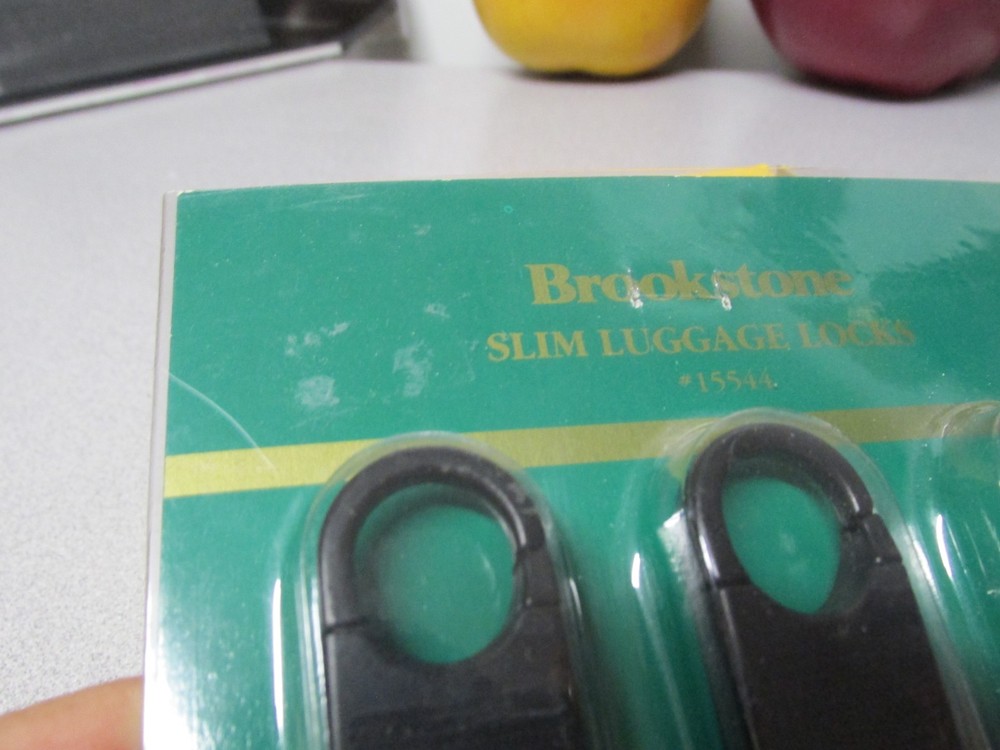 Brookstone
SLIM LUGGAGE LOCKS
#15544